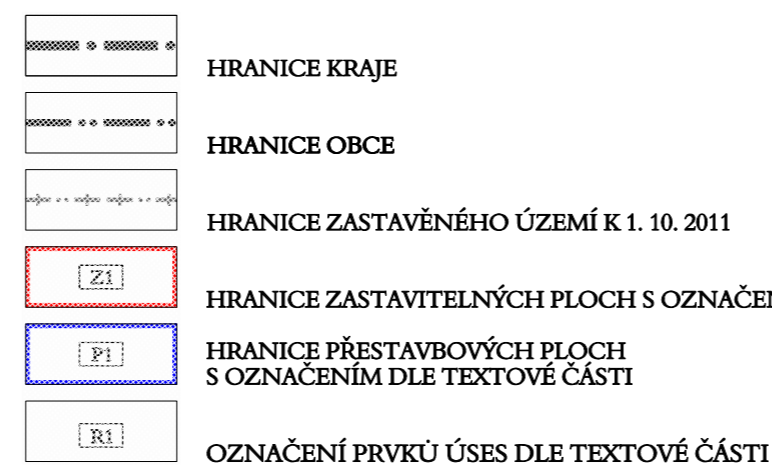 HRANICE KRAJE
HRANICE OBCE
HRANICE ZASTAVĚNÉHO ÚZEMÍ K 1. 10. 2011
Z1
HRANICE ZASTAVITELNÝCH PLOCH S
P1
HRANICE PŘESTAVBOVÝCH PLOCH
S OZNAČENÍM DLE TEXTOVÉ ČÁSTI
R1
OZNAČENÍ PRVKŮ ÚSES DLE TEXTOVÉ ČÁSTI